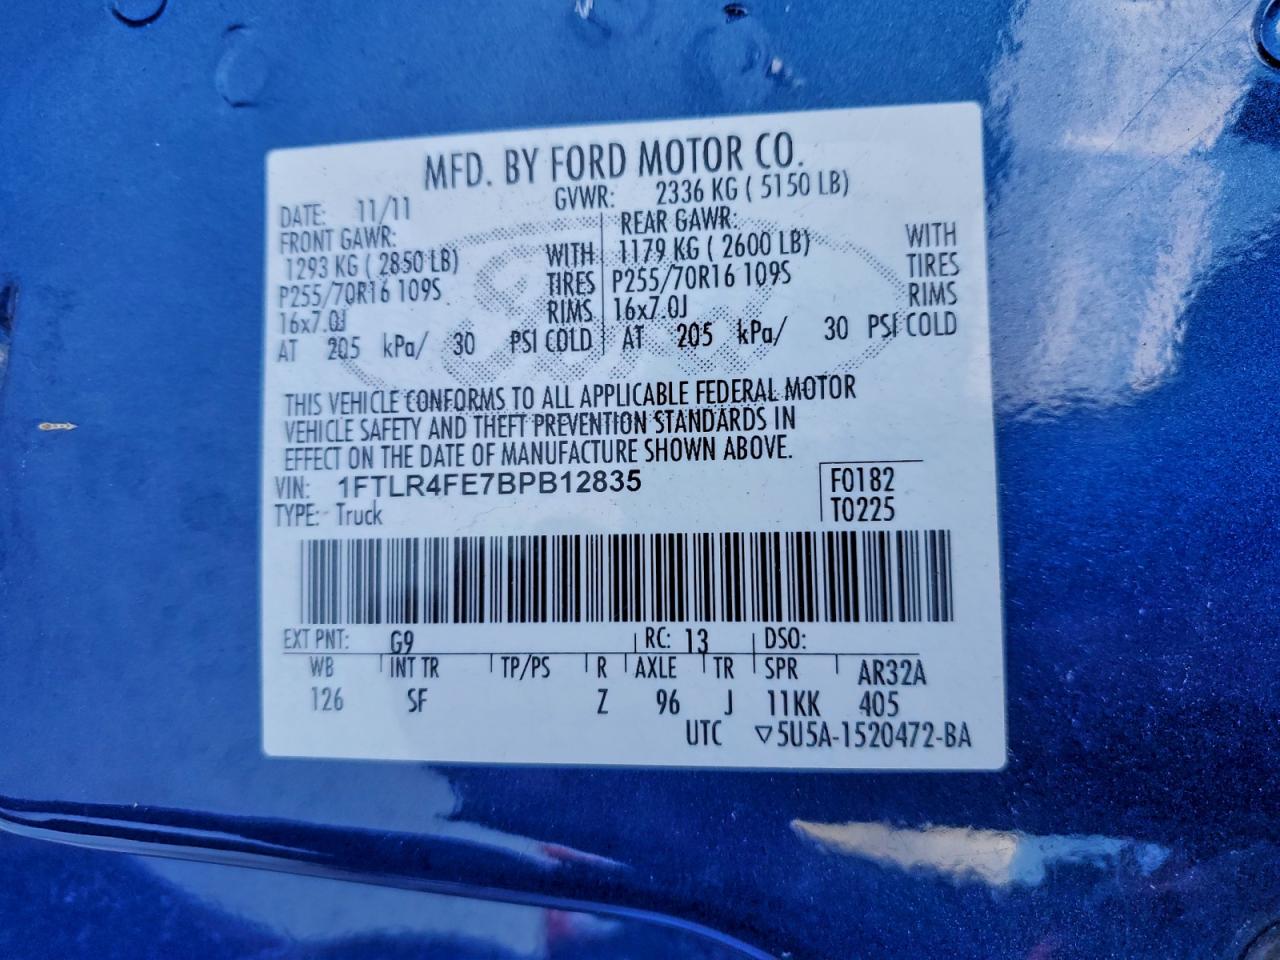 MFD. BY FORD MOTOR CO.
DATE: 11/11 GVWR: 2336 KG ( 5150 LB)
FRONT GAWR: REAR GAWR:
1293 KG ( 2850 LB) WITH 1179 KG ( 2600 LB) WITH
P255/70R16 109S TIRES P255/70R16 109S TIRES
16x7.0J RIMS 16x7.0J RIMS
AT 205 kPa/ 30 PSI COLD AT 205 kPa/ 30 PSI COLD
THIS VEHICLE CONFORMS TO ALL APPLICABLE FEDERAL MOTOR
VEHICLE SAFETY AND THEFT PREVENTION STANDARDS IN
EFFECT ON THE DATE OF MANUFACTURE SHOWN ABOVE.
VIN: 1FTLR4FE7BPB12835 F0182
TYPE: Truck T0225
EXT PNT: G9 RC: 13 DSO:
WB INT TR TP/PS R AXLE TR SPR AR32A
126 SF Z 96 J 11KK 405
UTC ▽5U5A-1520472-BA